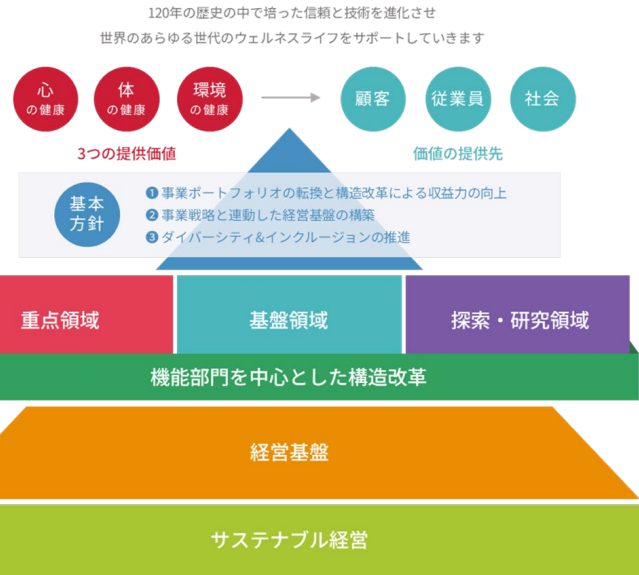 120年の歴史の中で培った信頼と技術を進化させ
世界のあらゆる世代のウェルネスライフをサポートしていきます
心
の健康
体
の健康
環境
の健康
顧客
従業員
社会
3つの提供価値
価値の提供先
基本
方針
❶ 事業ポートフォリオの転換と構造改革による収益力の向上
❷ 事業戦略と連動した経営基盤の構築
❸ ダイバーシティ&インクルージョンの推進
重点領域
基盤領域
探索・研究領域
機能部門を中心とした構造改革
経営基盤
サステナブル経営